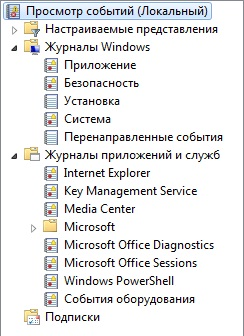 Просмотр событий (Локальный)
Настраиваемые представления
Журналы Windows
Приложение
Безопасность
Установка
Система
Перенаправленные события
Журналы приложений и служб
Internet Explorer
Key Management Service
Media Center
Microsoft
Microsoft Office Diagnostics
Microsoft Office Sessions
Windows PowerShell
События оборудования
Подписки